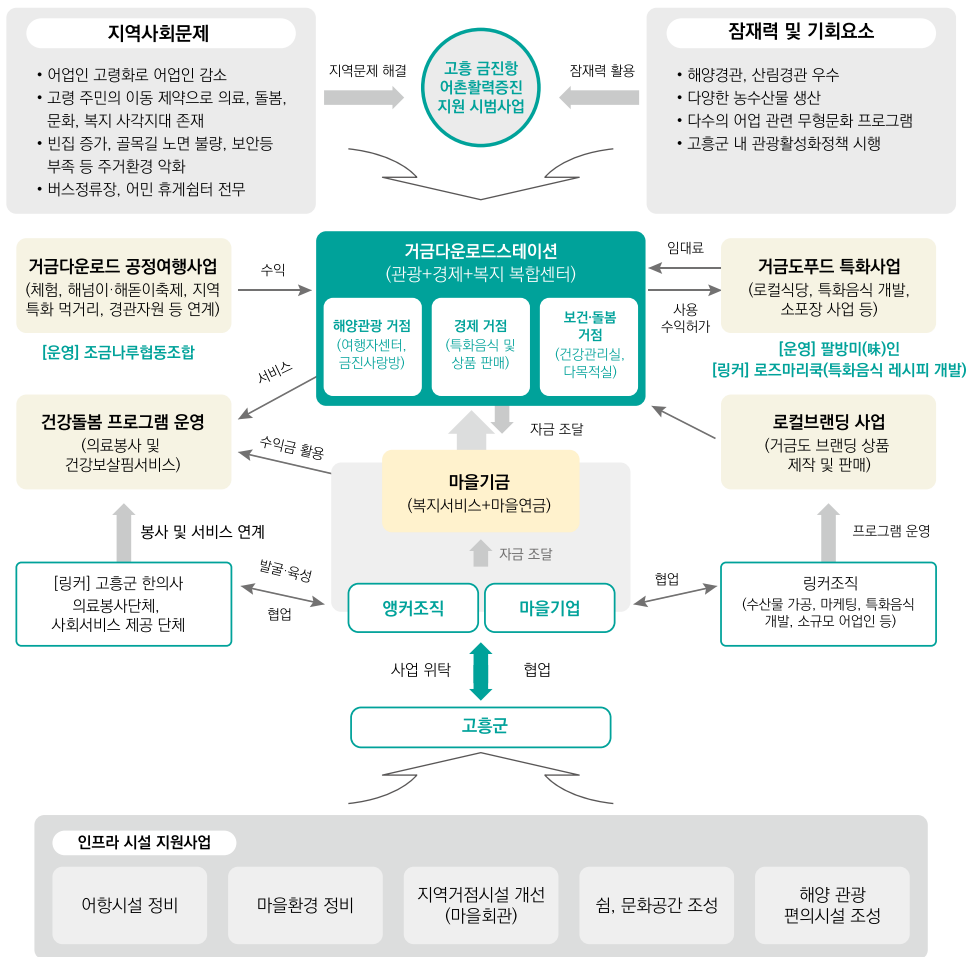 지역사회문제
• 어업인 고령화로 어업인 감소
• 고령 주민의 이동 제약으로 의료, 돌봄,
문화, 복지 사각지대 존재
• 빈집 증가, 골목길 노면 불량, 보안등
부족 등 주거환경 악화
• 버스정류장, 어민 휴게쉼터 전무
지역문제 해결
고흥 금진항
어촌활력증진
지원 시범사업
잠재력 활용
잠재력 및 기회요소
• 해양경관, 산림경관 우수
• 다양한 농수산물 생산
• 다수의 어업 관련 무형문화 프로그램
• 고흥군 내 관광활성화정책 시행
거금다운로드 공정여행사업
(체험, 해넘이·해돋이축제, 지역
특화 먹거리, 경관자원 등 연계)
[운영] 조금나루협동조합
수익
거금다운로드스테이션
(관광+경제+복지 복합센터)
해양관광 거점
(여행자센터,
금진사랑방)
경제 거점
(특화음식 및
상품 판매)
보건·돌봄
거점
(건강관리실,
다목적실)
임대료
사용
수익허가
거금도푸드 특화사업
(로컬식당, 특화음식 개발,
소포장 사업 등)
[운영] 팔방미(味)인
[링커] 로즈마리쿡(특화음식 레시피 개발)
서비스
건강돌봄 프로그램 운영
(의료봉사 및
건강보살핌서비스)
수익금 활용
자금 조달
마을기금
(복지서비스+마을연금)
로컬브랜딩 사업
(거금도 브랜딩 상품
제작 및 판매)
봉사 및 서비스 연계
자금 조달
프로그램 운영
[링커] 고흥군 한의사
의료봉사단체,
사회서비스 제공 단체
발굴·육성
협업
앵커조직
마을기업
협업
링커조직
(수산물 가공, 마케팅, 특화음식
개발, 소규모 어업인 등)
사업 위탁
협업
고흥군
인프라 시설 지원사업
어항시설 정비
마을환경 정비
지역거점시설 개선
(마을회관)
쉼, 문화공간 조성
해양 관광
편의시설 조성